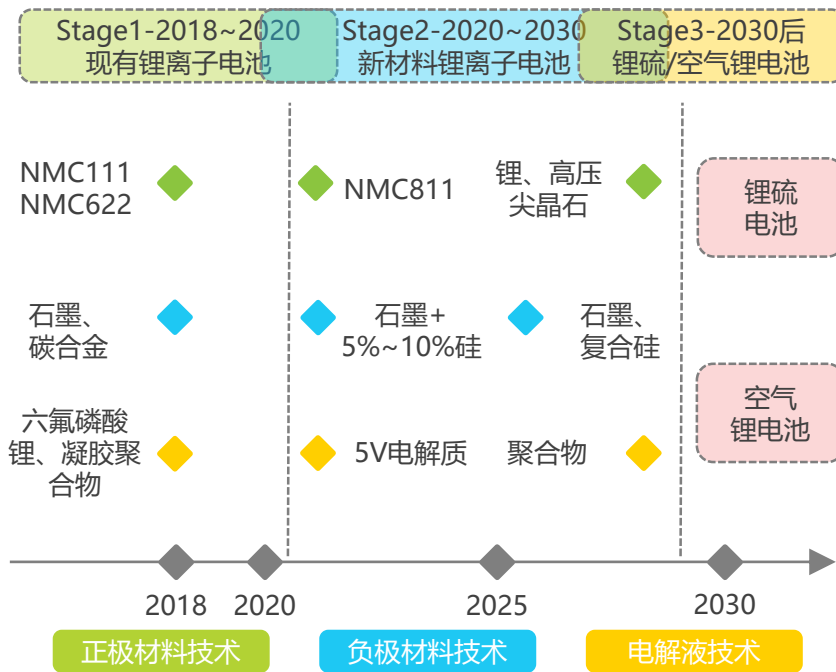 Stage1-2018~2020
现有锂离子电池
Stage2-2020~2030
新材料锂离子电池
Stage3-2030后
锂硫/空气锂电池
NMC111
NMC622
NMC811
锂、高压
尖晶石
锂硫
电池
石墨、
碳合金
石墨+
5%~10%硅
石墨、
复合硅
六氟磷酸
锂、凝胶聚
合物
5V电解质
聚合物
空气
锂电池
2018
2020
2025
2030
正极材料技术
负极材料技术
电解液技术